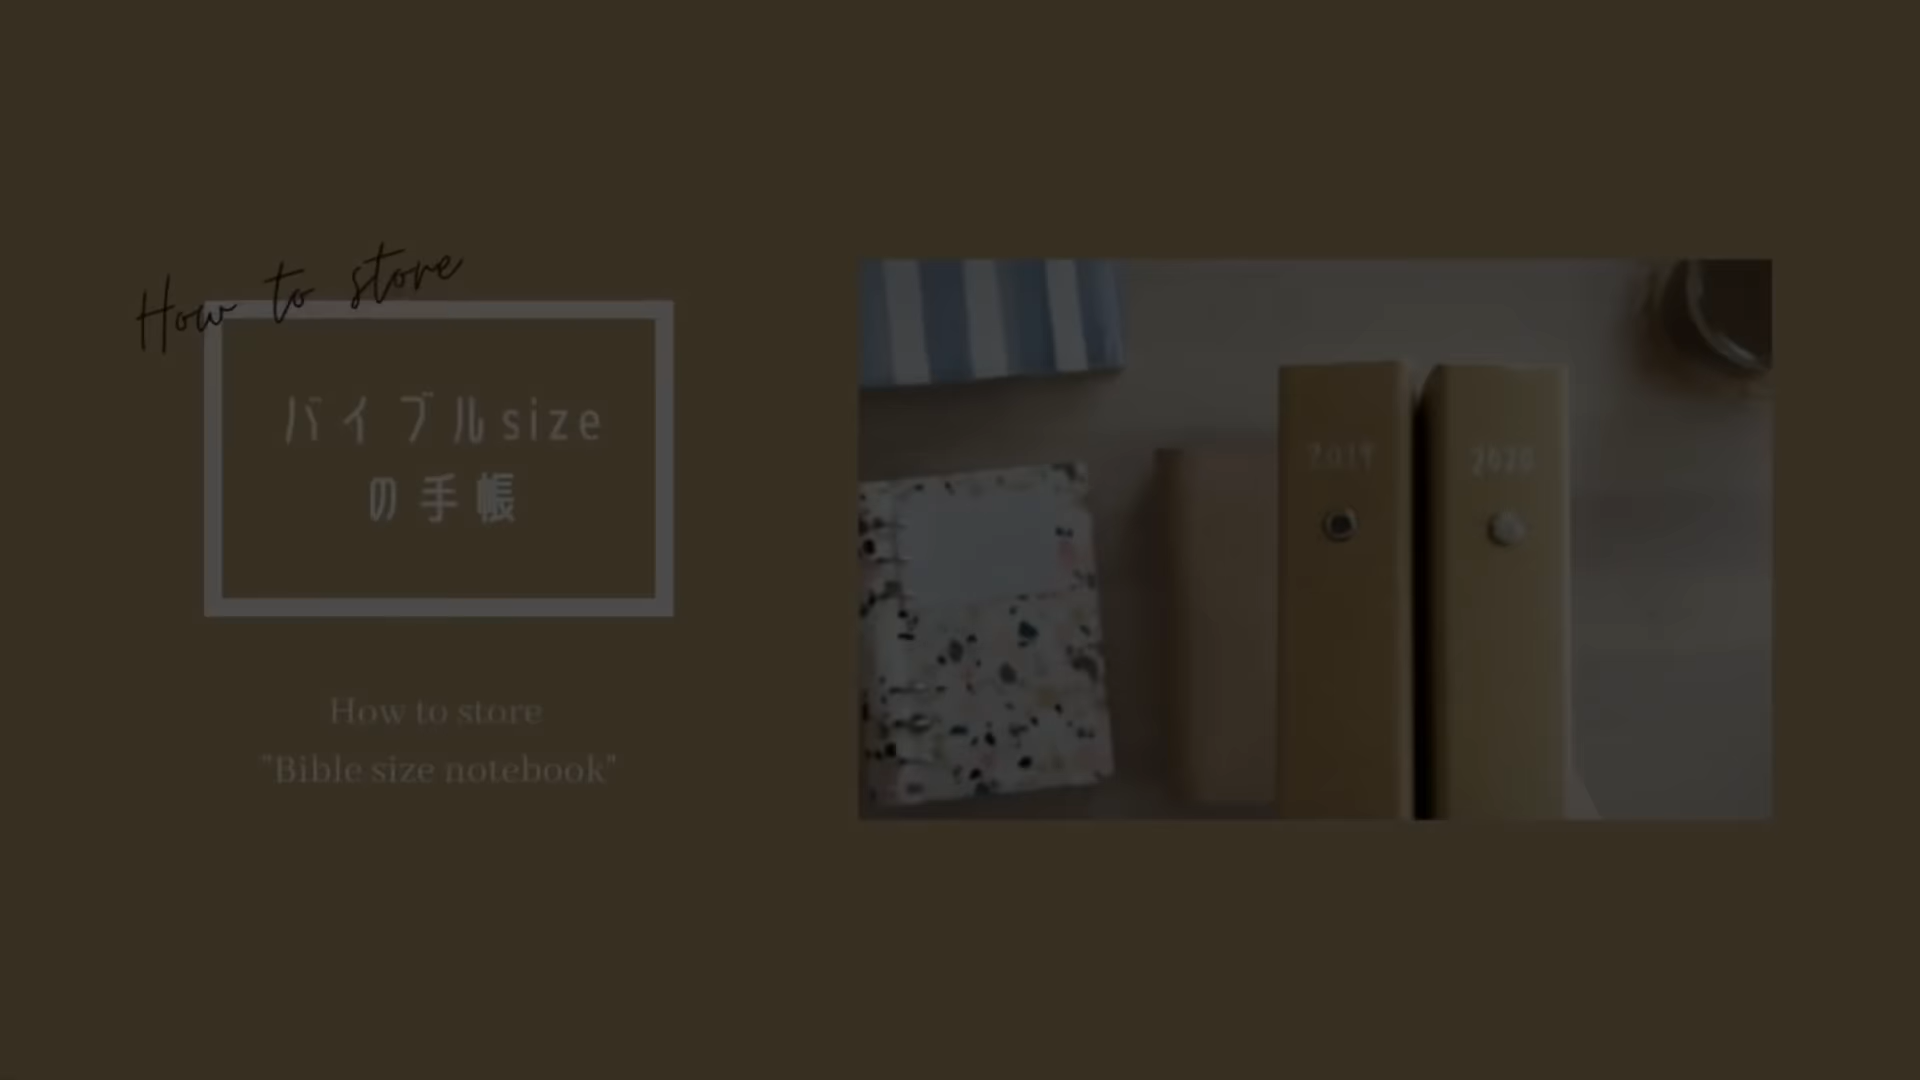 How to store
バイブルsize
の手帳
How to store
"Bible size notebook"
2019
2020